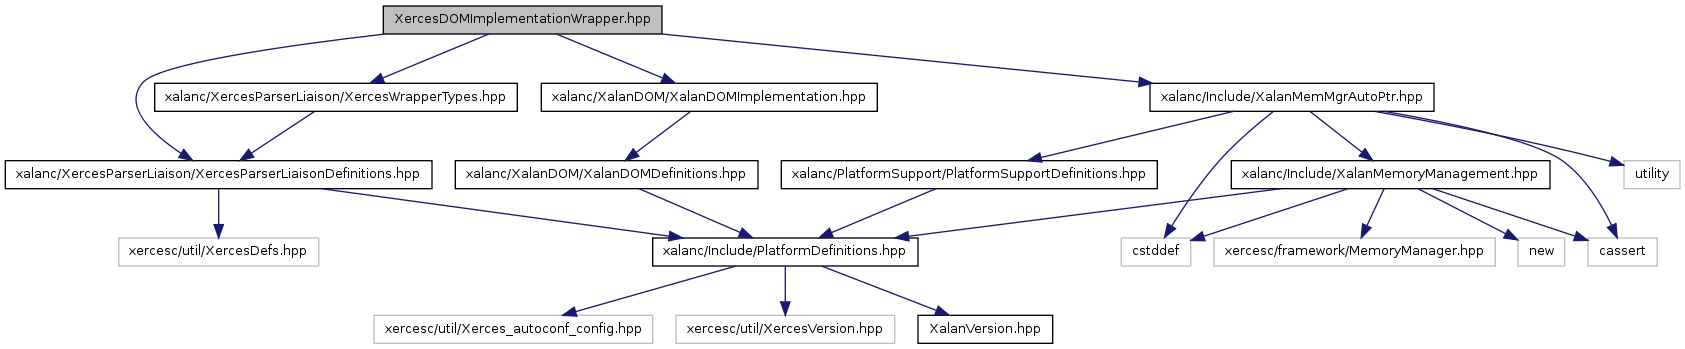 XercesDOMImplementationWrapper.hpp
xalanc/XercesParserLiaison/XercesWrapperTypes.hpp
xalanc/XalanDOM/XalanDOMImplementation.hpp
xalanc/Include/XalanMemMgrAutoPtr.hpp
xalanc/XercesParserLiaison/XercesParserLiaisonDefinitions.hpp
xalanc/XalanDOM/XalanDOMDefinitions.hpp
xalanc/PlatformSupport/PlatformSupportDefinitions.hpp
xalanc/Include/XalanMemoryManagement.hpp
utility
xercesc/util/XercesDefs.hpp
xalanc/Include/PlatformDefinitions.hpp
cstddef
xercesc/framework/MemoryManager.hpp
new
cassert
xercesc/util/Xerces_autoconf_config.hpp
xercesc/util/XercesVersion.hpp
XalanVersion.hpp